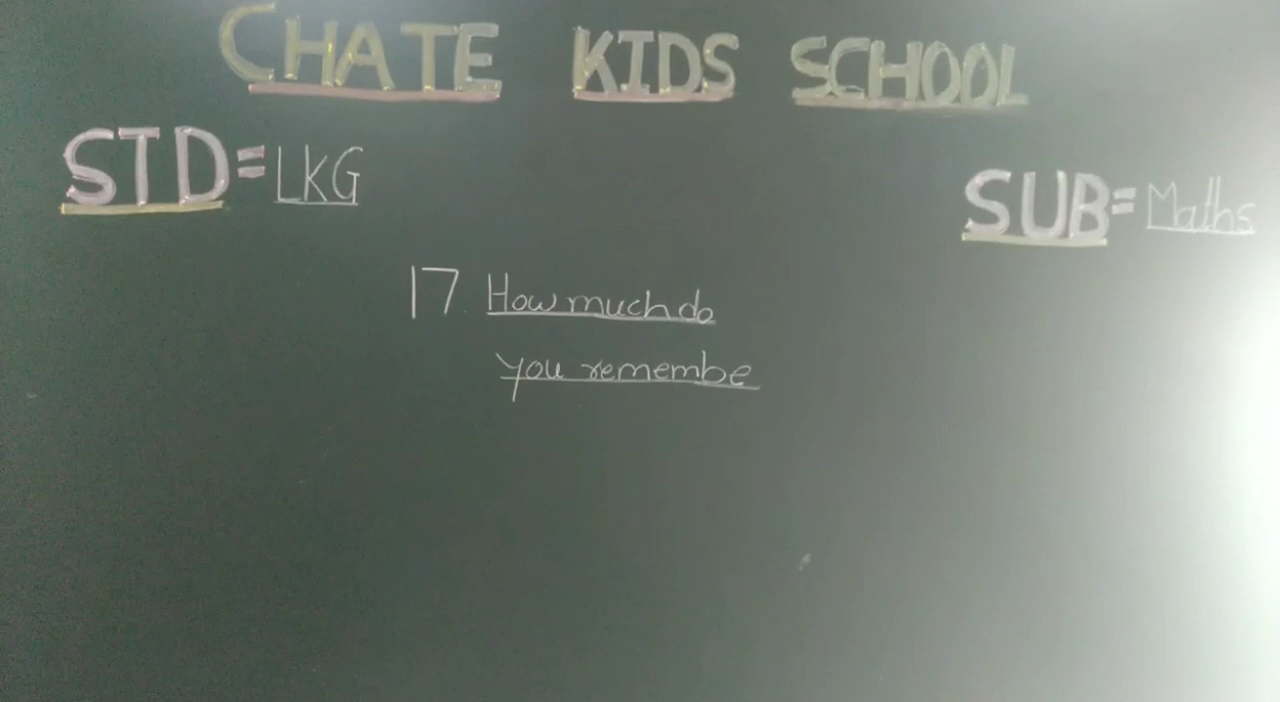 CHATE KIDS SCHOOL
STD = LKG
SUB = Maths
17. How much do
you remembe